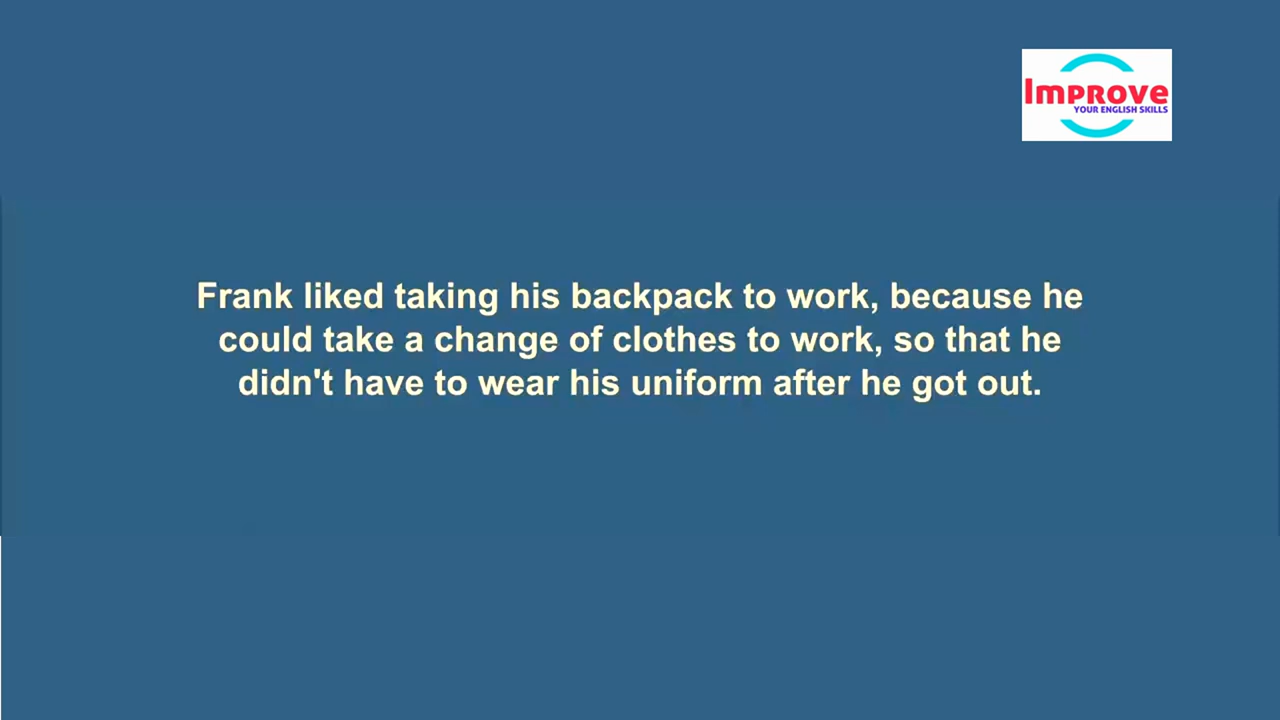 Improve
YOUR ENGLISH SKILLS
Frank liked taking his backpack to work, because he
could take a change of clothes to work, so that he
didn't have to wear his uniform after he got out.